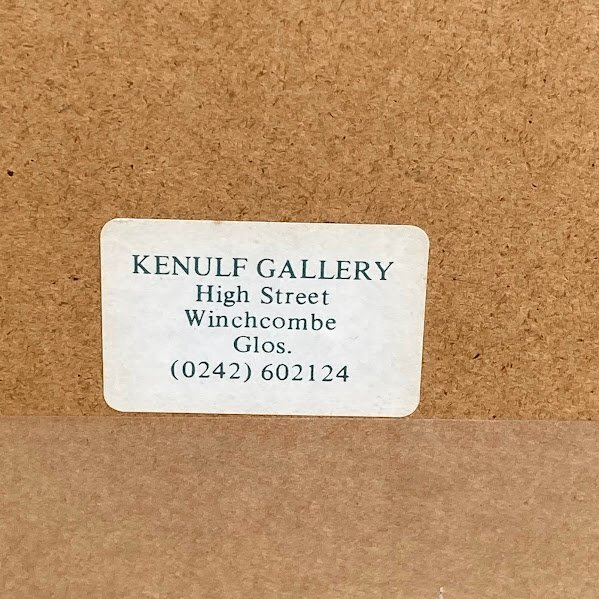 KENULF GALLERY
High Street
Winchcombe
Glos.
(0242) 602124